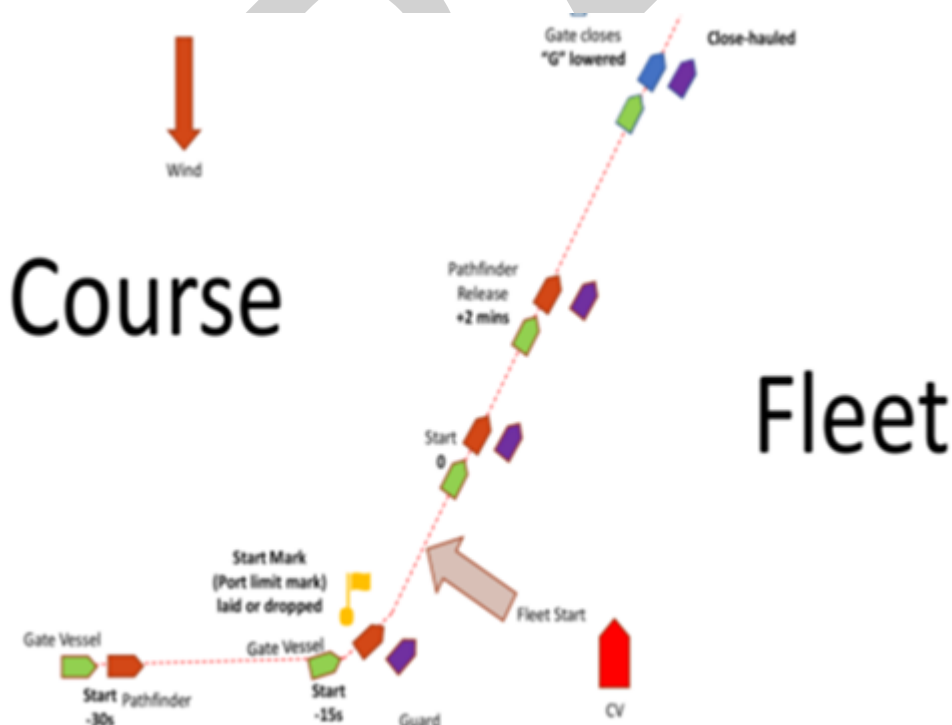 Gate closes
"G" lowered
Close-hauled
Wind
Course
Pathfinder
Release
+2 mins
Fleet
Start
0
Start Mark
(Port limit mark)
laid or dropped
Fleet Start
Gate Vessel
Gate Vessel
Start
-30s
Pathfinder
Start
-15s
Guard
CV